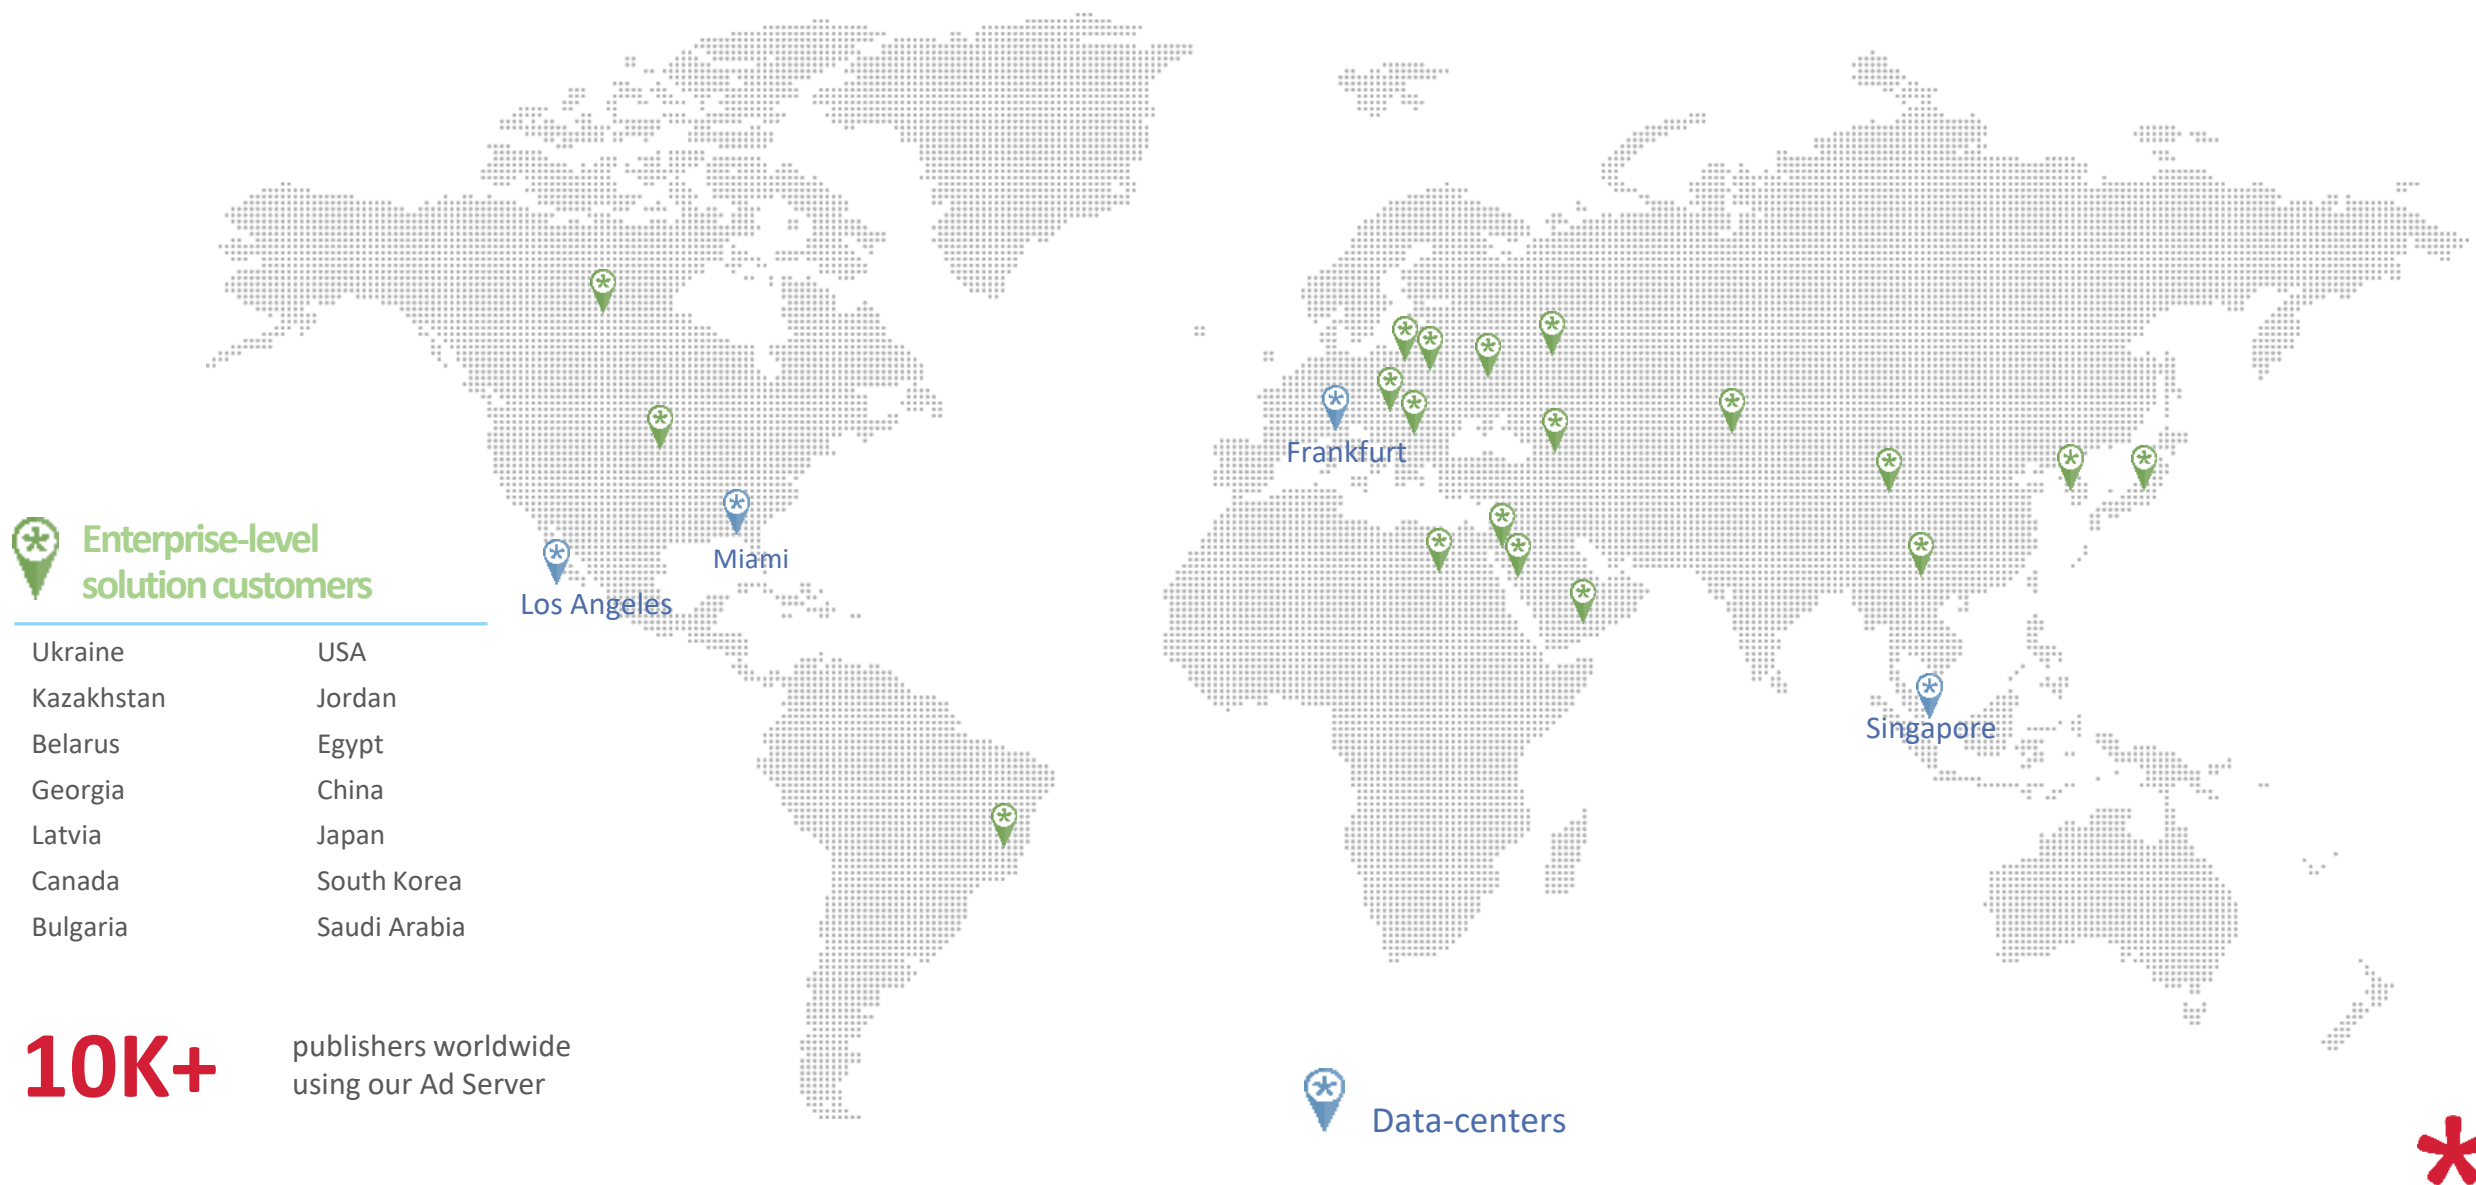 Frankfurt
Miami
Los Angeles
Singapore
Enterprise-level
solution customers
Ukraine
USA
Kazakhstan
Jordan
Belarus
Egypt
Georgia
China
Latvia
Japan
Canada
South Korea
Bulgaria
Saudi Arabia
10K+
publishers worldwide
using our Ad Server
Data-centers